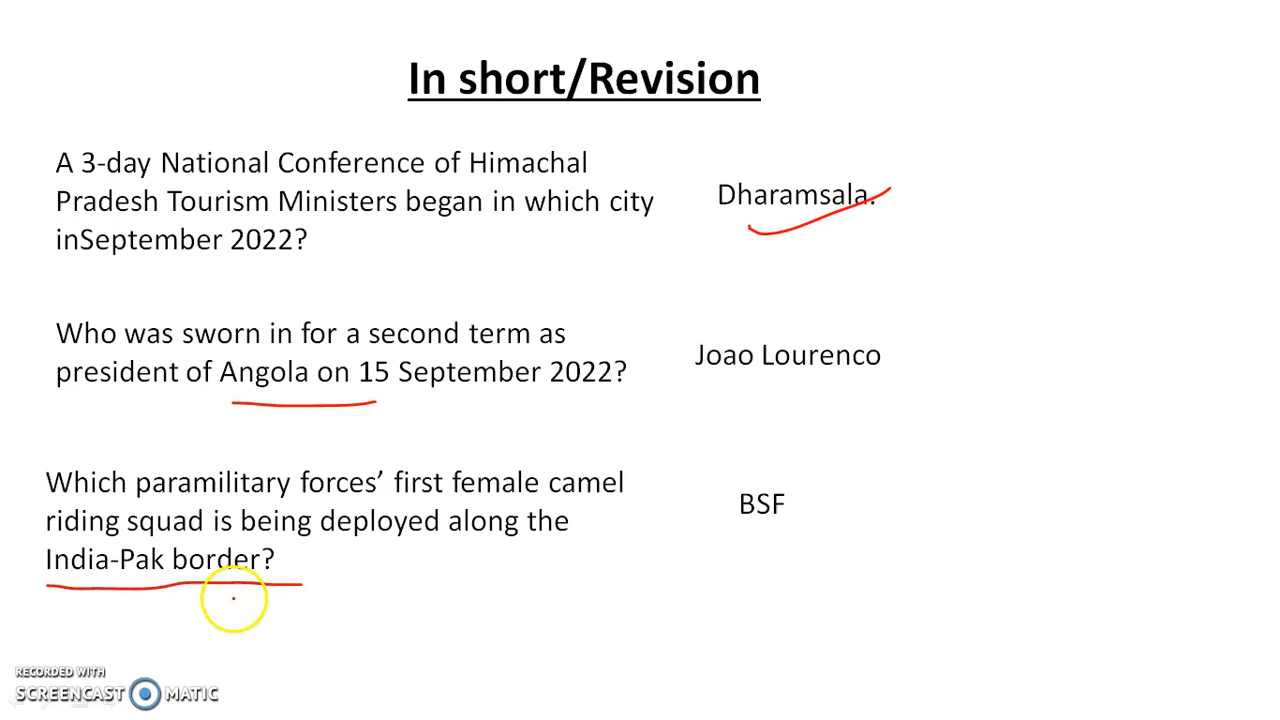 In short/Revision
A 3-day National Conference of Himachal
Pradesh Tourism Ministers began in which city
inSeptember 2022?
Dharamsala.
Who was sworn in for a second term as
president of Angola on 15 September 2022?
Joao Lourenco
Which paramilitary forces’ first female camel
riding squad is being deployed along the
India-Pak border?
BSF
RECORDED WITH
SCREENCAST MATIC